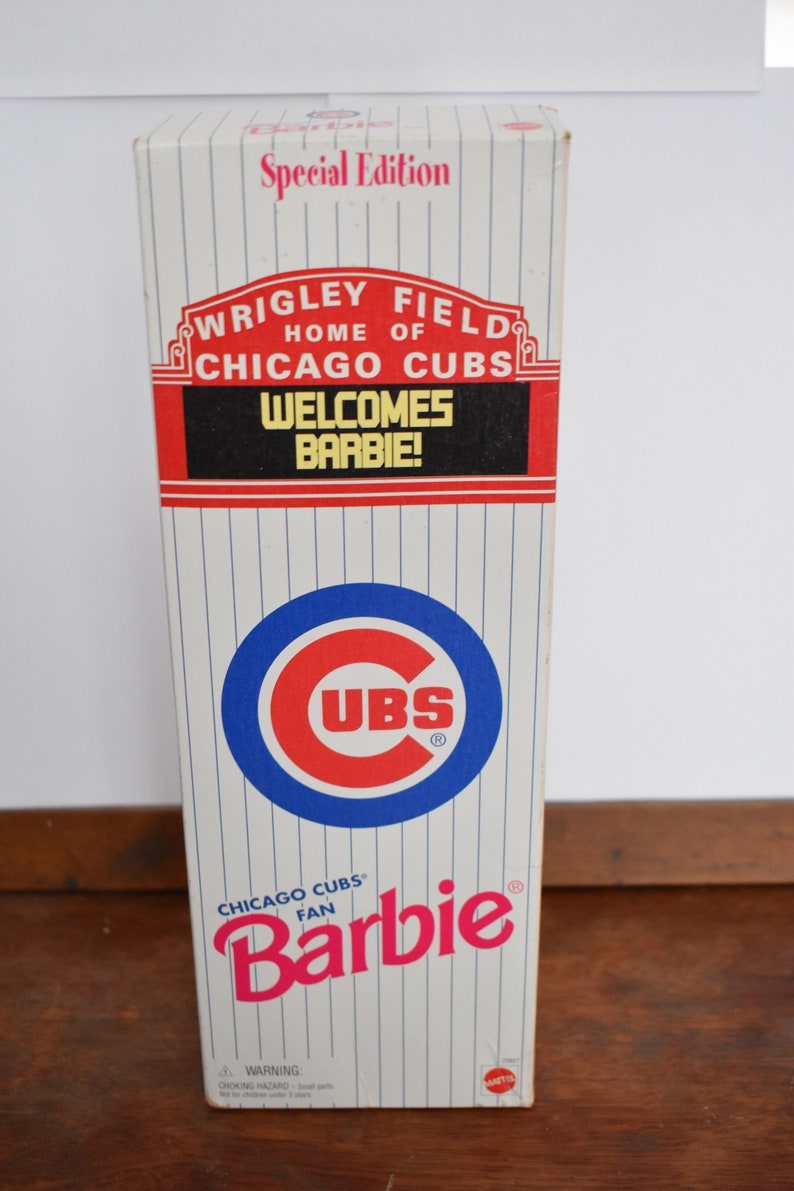 Barbie
Special Edition
WRIGLEY FIELD
HOME OF
CHICAGO CUBS
WELCOMES
BARBIE!
CUBS®
CHICAGO CUBS®
FAN
Barbie®
⚠ WARNING:
CHOKING HAZARD – Small parts.
Not for children under 3 years.
MATTEL